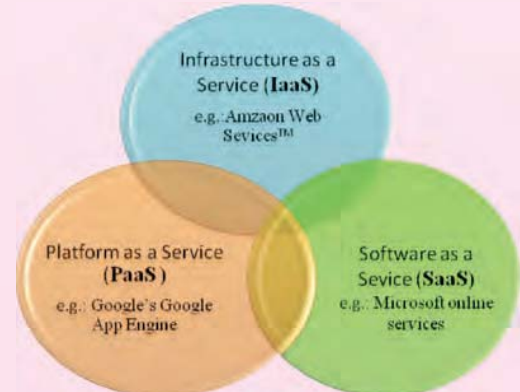 Infrastructure as a
Service (IaaS)
e.g.:Amzaon Web
Sevices™
Platform as a Service
(PaaS)
e.g.: Google's Google
App Engine
Software as a
Sevice (SaaS)
e.g.: Microsoft online
services